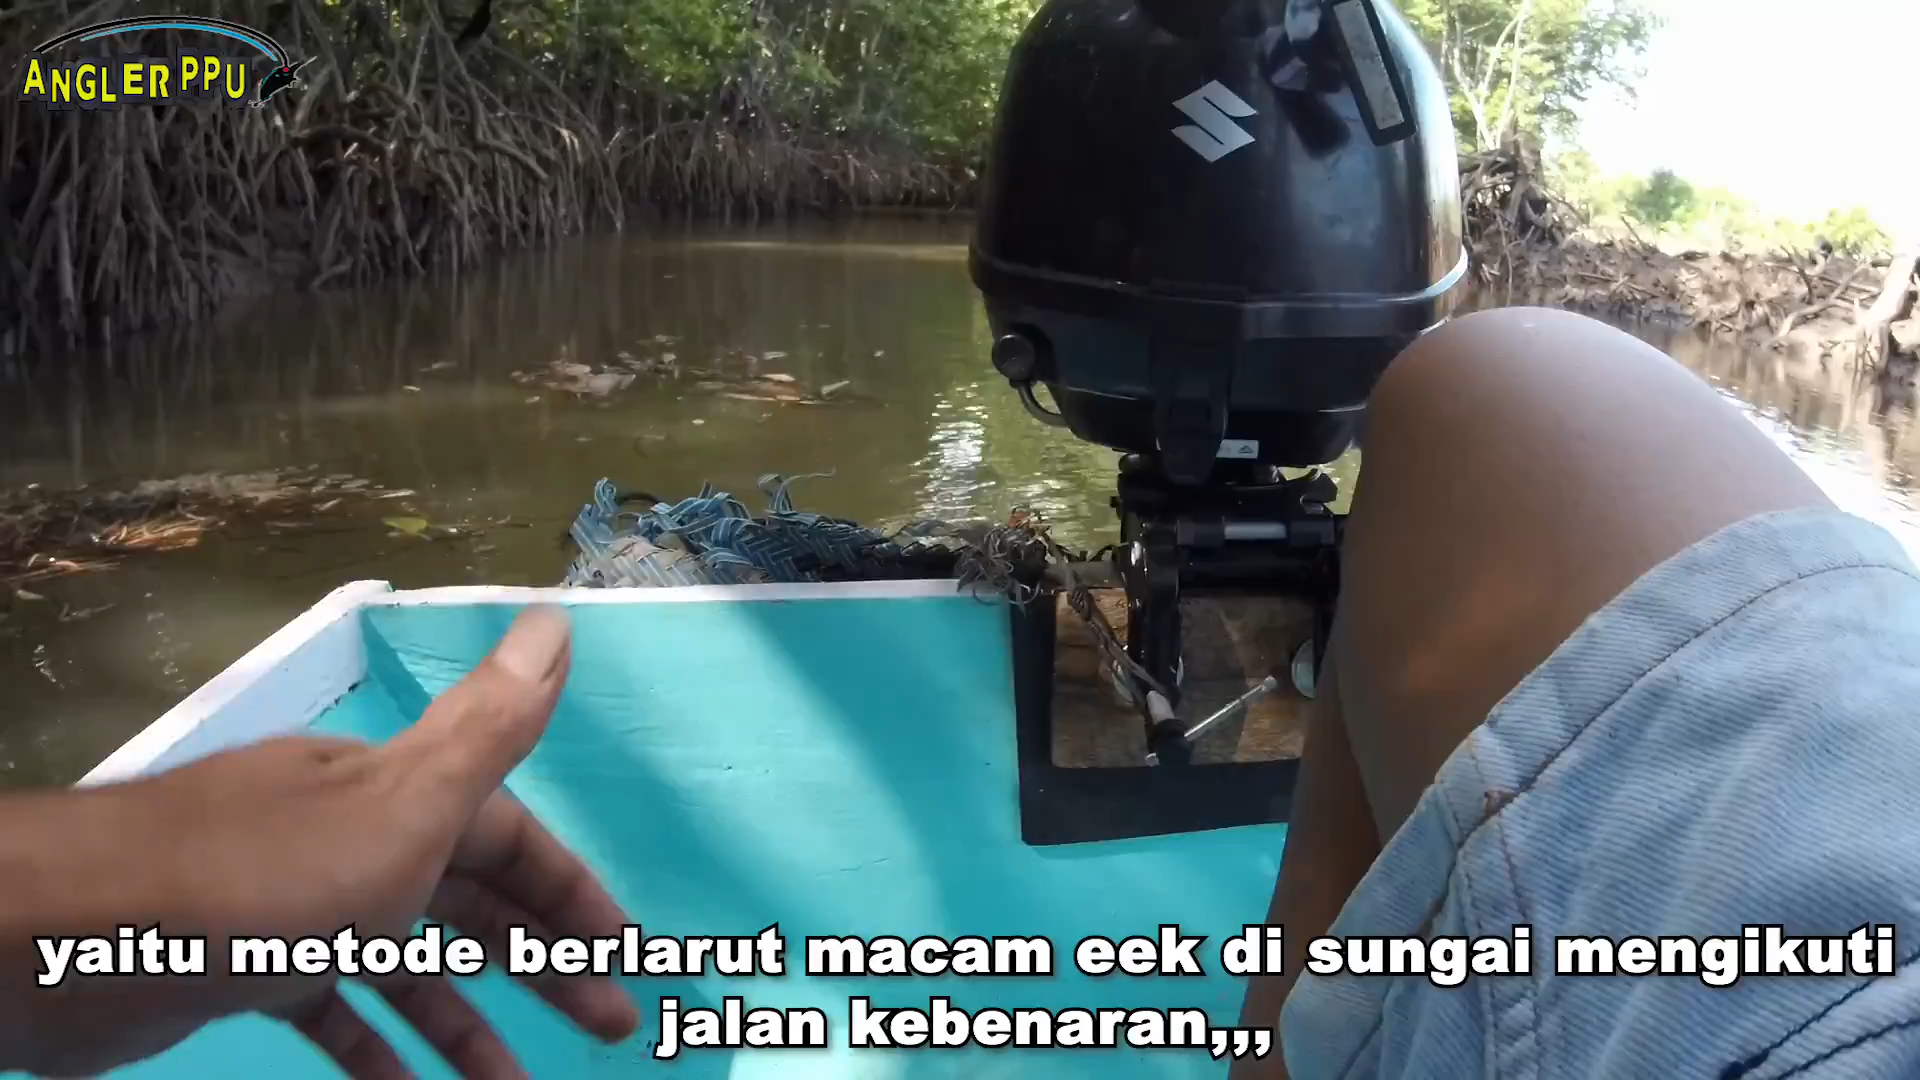 ANGLER PPU
yaitu metode berlarut macam eek di sungai mengikuti
jalan kebenaran,,,